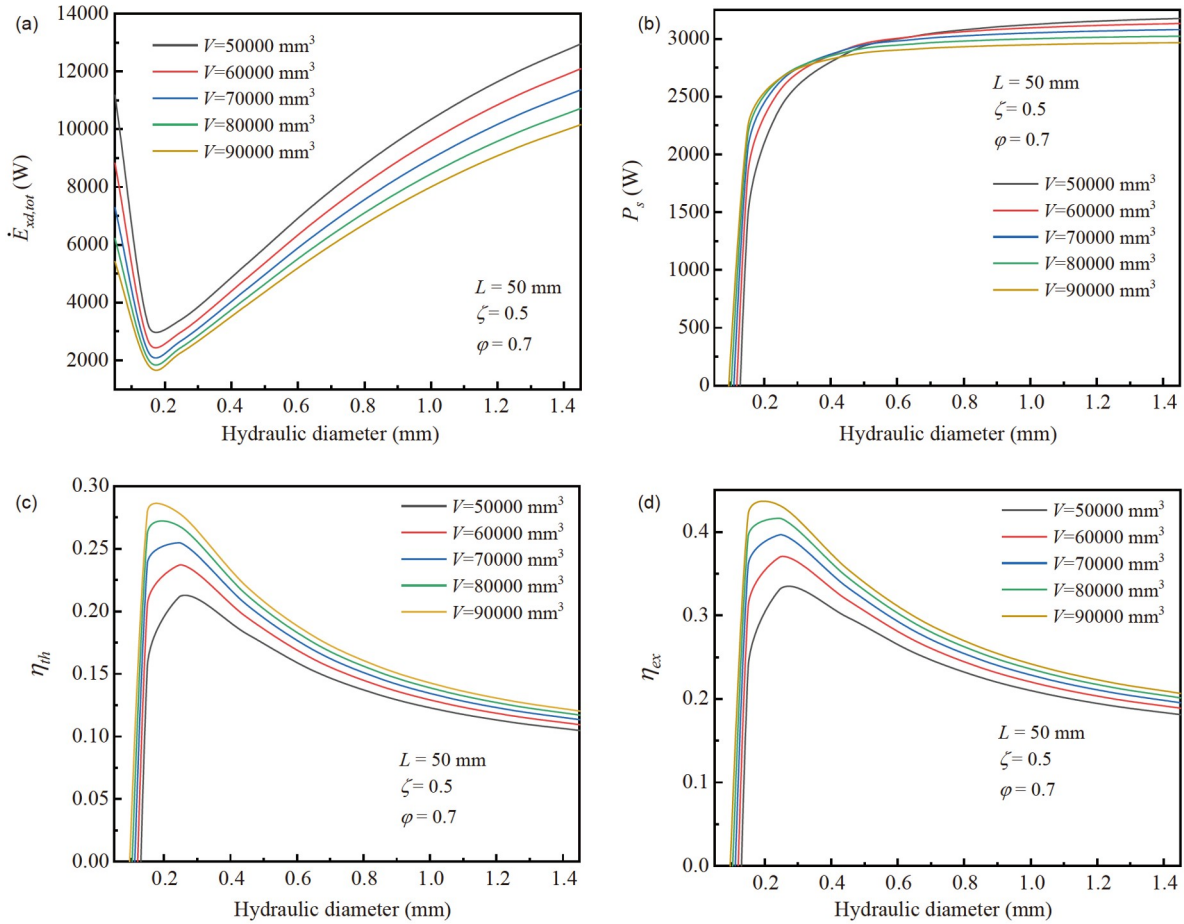 (a)
14000
12000
10000
8000
6000
4000
2000
Ėxd,tot (W)
V=50000 mm³
V=60000 mm³
V=70000 mm³
V=80000 mm³
V=90000 mm³
L = 50 mm
ζ = 0.5
φ = 0.7
0.2 0.4 0.6 0.8 1.0 1.2 1.4
Hydraulic diameter (mm)
(b)
3000
2500
2000
1500
1000
500
0
Ps (W)
L = 50 mm
ζ = 0.5
φ = 0.7
V=50000 mm³
V=60000 mm³
V=70000 mm³
V=80000 mm³
V=90000 mm³
0.2 0.4 0.6 0.8 1.0 1.2 1.4
Hydraulic diameter (mm)
(c)
0.30
0.25
0.20
0.15
0.10
0.05
0.00
ηth
V=50000 mm³
V=60000 mm³
V=70000 mm³
V=80000 mm³
V=90000 mm³
L = 50 mm
ζ = 0.5
φ = 0.7
0.2 0.4 0.6 0.8 1.0 1.2 1.4
Hydraulic diameter (mm)
(d)
0.4
0.3
0.2
0.1
0.0
ηex
V=50000 mm³
V=60000 mm³
V=70000 mm³
V=80000 mm³
V=90000 mm³
L = 50 mm
ζ = 0.5
φ = 0.7
0.2 0.4 0.6 0.8 1.0 1.2 1.4
Hydraulic diameter (mm)